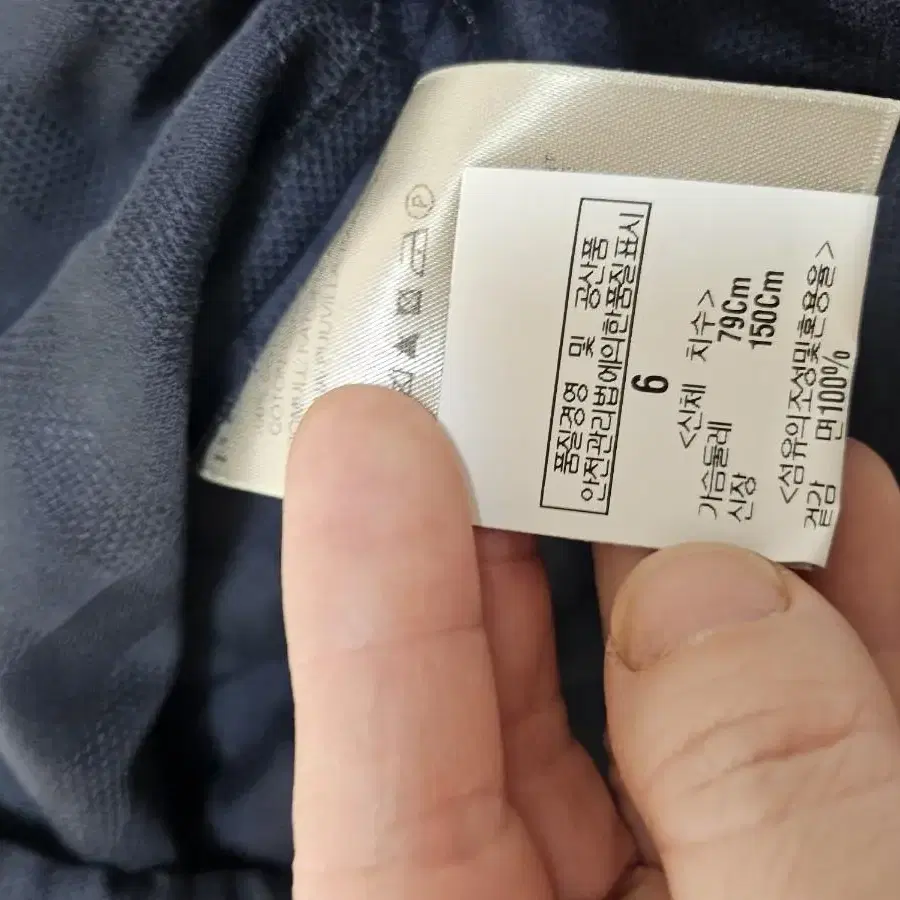 품질경영 및 공산품
안전관리법에의한품질표시
6
<신체 치수>
가슴둘레 79Cm
신장 150Cm
<섬유의조성및혼용율>
겉감 면100%
P
COTON